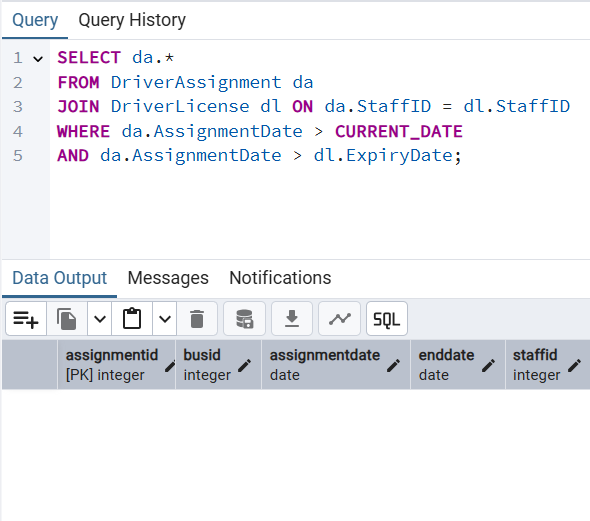 Query Query History
1 SELECT da.*
2 FROM DriverAssignment da
3 JOIN DriverLicense dl ON da.StaffID = dl.StaffID
4 WHERE da.AssignmentDate > CURRENT_DATE
5 AND da.AssignmentDate > dl.ExpiryDate;
Data Output Messages Notifications
SQL
assignmentid busid assignmentdate enddate staffid
[PK] integer integer date date integer